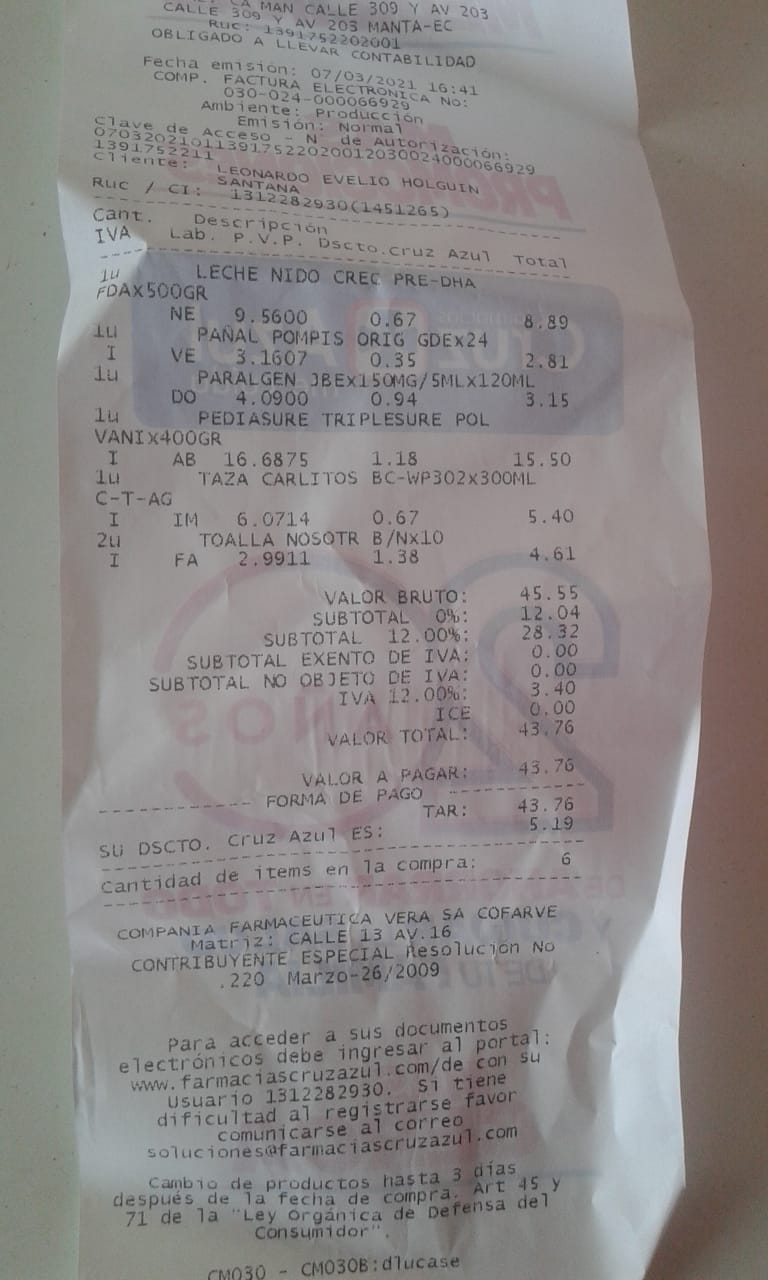 LA MAN CALLE 309 Y AV 203
CALLE 309 Y AV 203 MANTA-EC
Ruc: 1391752202001
OBLIGADO A LLEVAR CONTABILIDAD
Fecha emisión: 07/03/2021 16:41
COMP. FACTURA ELECTRONICA No:
030-024-000066929
Ambiente: Producción
Emisión: Normal
Clave de Acceso - N° de Autorización:
070320210113917522020012030024000066929
1391752211
Cliente: LEONARDO EVELIO HOLGUIN
SANTANA
Ruc / CI: 1312282930(1451265)
Cant. Descripción
IVA Lab. P.V.P. Dscto.Cruz Azul Total
1u LECHE NIDO CREC PRE-DHA
FDAX500GR
NE 9.5600 0.67 8.89
1u PAÑAL POMPIS ORIG GDEx24
I VE 3.1607 0.35 2.81
1u PARALGEN JBEx150MG/5MLx120ML
DO 4.0900 0.94 3.15
1u PEDIASURE TRIPLESURE POL
VANIx400GR
I AB 16.6875 1.18 15.50
1u TAZA CARLITOS BC-WP302x300ML
C-T-AG
I IM 6.0714 0.67 5.40
2u TOALLA NOSOTR B/Nx10
I FA 2.9911 1.38 4.61
VALOR BRUTO: 45.55
SUBTOTAL 0%: 12.04
SUBTOTAL 12.00%: 28.32
SUBTOTAL EXENTO DE IVA: 0.00
SUBTOTAL NO OBJETO DE IVA: 0.00
IVA 12.00%: 3.40
ICE 0.00
VALOR TOTAL: 43.76
VALOR A PAGAR: 43.76
FORMA DE PAGO
TAR: 43.76
SU DSCTO. Cruz Azul ES: 5.19
Cantidad de items en la compra: 6
COMPANIA FARMACEUTICA VERA SA COFARVE
Matriz: CALLE 13 AV.16
CONTRIBUYENTE ESPECIAL Resolución No
.220 Marzo-26/2009
Para acceder a sus documentos
electrónicos debe ingresar al portal:
www.farmaciascruzazul.com/de con su
Usuario 1312282930. Si tiene
dificultad al registrarse favor
comunicarse al correo
soluciones@farmaciascruzazul.com
Cambio de productos hasta 3 días
después de la fecha de compra. Art 45 y
71 de la "Ley Orgánica de Defensa del
Consumidor".
CM030 - CM030B:dlucase